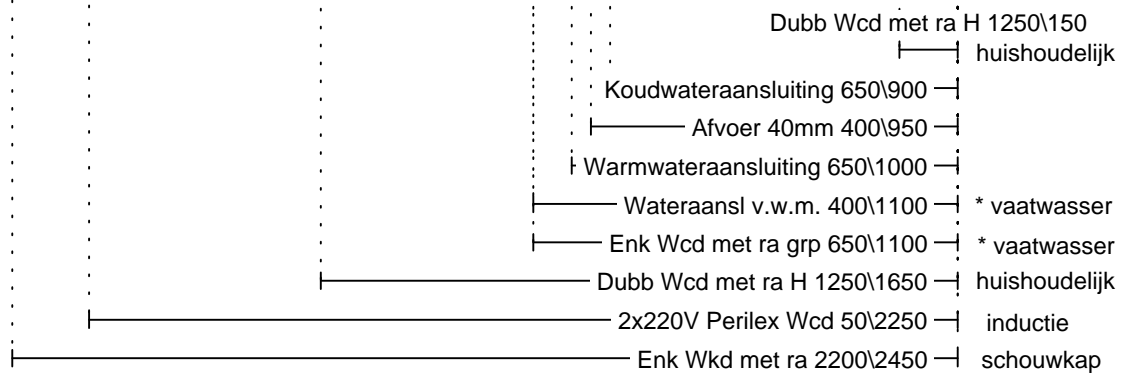 Dubb Wcd met ra H 1250\150
huishoudelijk
Koudwateraansluiting 650\900
Afvoer 40mm 400\950
Warmwateraansluiting 650\1000
Wateraansl v.w.m. 400\1100 * vaatwasser
Enk Wcd met ra grp 650\1100 * vaatwasser
Dubb Wcd met ra H 1250\1650 huishoudelijk
2x220V Perilex Wcd 50\2250 inductie
Enk Wkd met ra 2200\2450 schouwkap